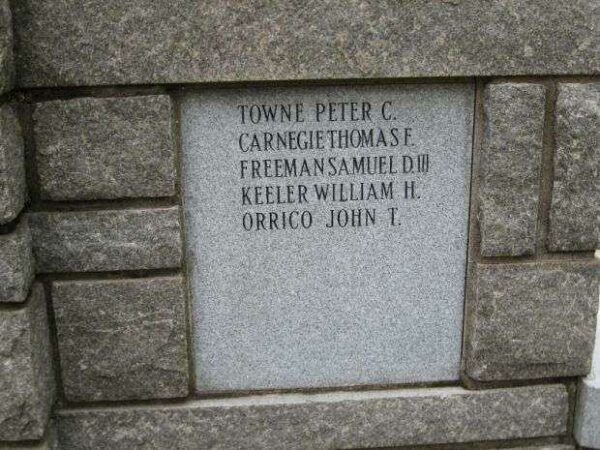 TOWNE PETER C.
CARNEGIE THOMAS F.
FREEMAN SAMUEL D. III
KEELER WILLIAM H.
ORRICO JOHN T.